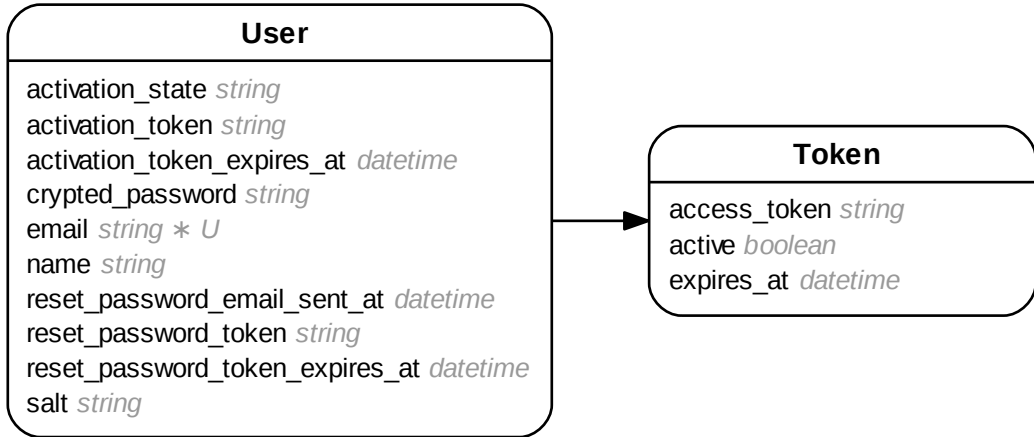 User
activation_state string
activation_token string
activation_token_expires_at datetime
crypted_password string
email string ∗ U
name string
reset_password_email_sent_at datetime
reset_password_token string
reset_password_token_expires_at datetime
salt string
Token
access_token string
active boolean
expires_at datetime